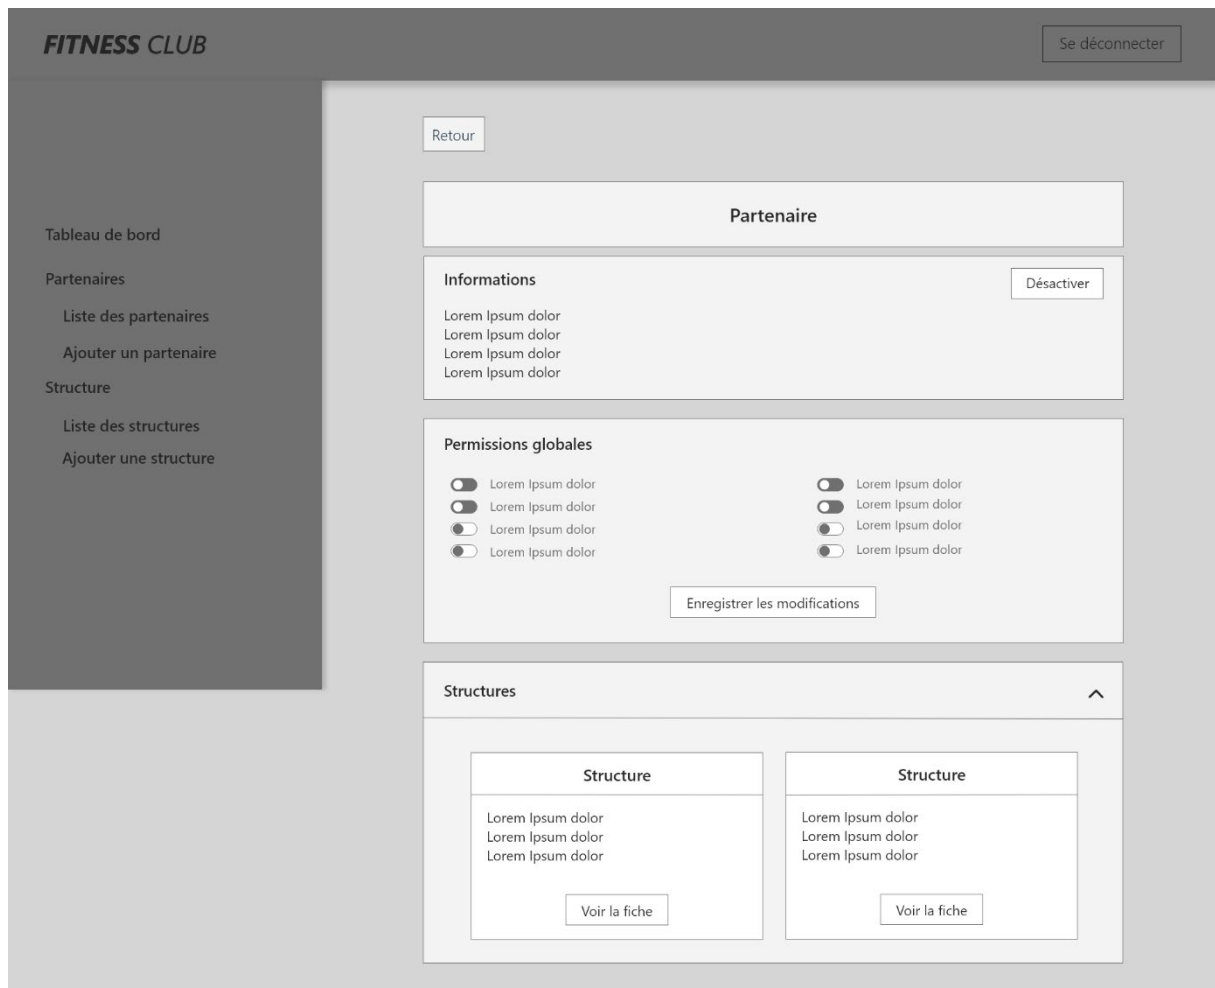 FITNESS CLUB
Se déconnecter
Tableau de bord
Partenaires
Liste des partenaires
Ajouter un partenaire
Structure
Liste des structures
Ajouter une structure
Retour
Partenaire
Informations
Désactiver
Lorem Ipsum dolor
Lorem Ipsum dolor
Lorem Ipsum dolor
Lorem Ipsum dolor
Permissions globales
Lorem Ipsum dolor
Lorem Ipsum dolor
Lorem Ipsum dolor
Lorem Ipsum dolor
Lorem Ipsum dolor
Lorem Ipsum dolor
Lorem Ipsum dolor
Lorem Ipsum dolor
Enregistrer les modifications
Structures
Structure
Lorem Ipsum dolor
Lorem Ipsum dolor
Lorem Ipsum dolor
Voir la fiche
Structure
Lorem Ipsum dolor
Lorem Ipsum dolor
Lorem Ipsum dolor
Voir la fiche